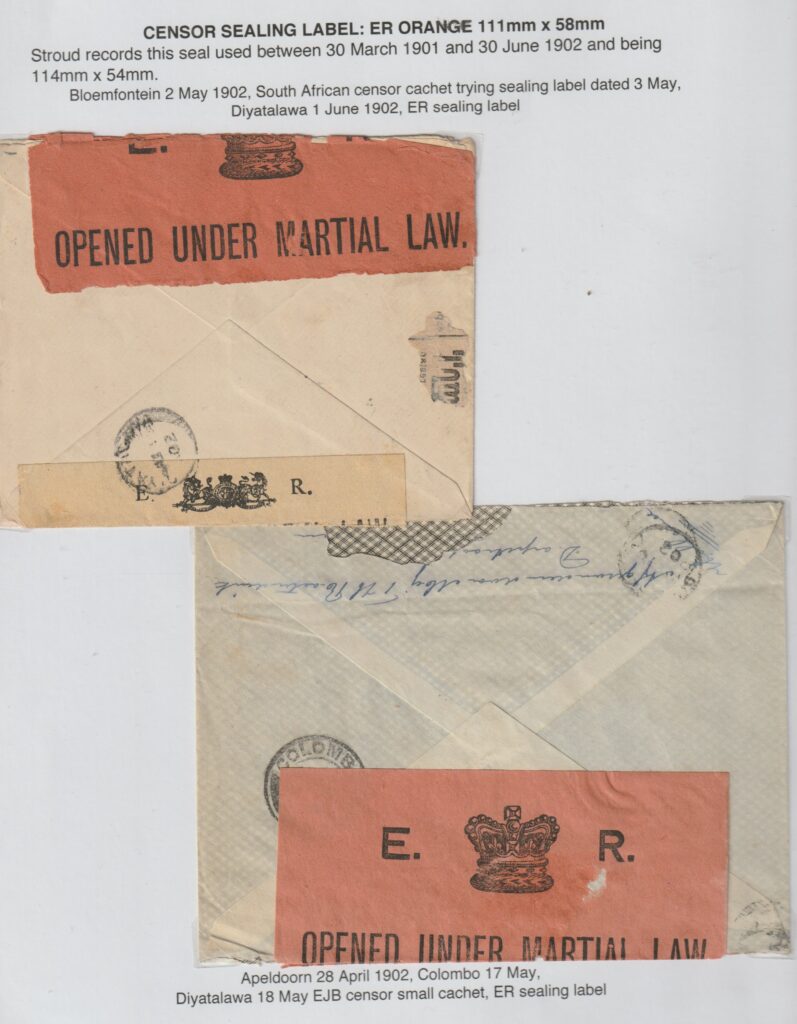 CENSOR SEALING LABEL: ER ORANGE 111mm x 58mm
Stroud records this seal used between 30 March 1901 and 30 June 1902 and being
114mm x 54mm.
Bloemfontein 2 May 1902, South African censor cachet trying sealing label dated 3 May,
Diyatalawa 1 June 1902, ER sealing label
E. R.
OPENED UNDER MARTIAL LAW.
02
E. R.
LAW
COLOMB
E. R.
OPENED UNDER MARTIAL LAW
Apeldoorn 28 April 1902, Colombo 17 May,
Diyatalawa 18 May EJB censor small cachet, ER sealing label